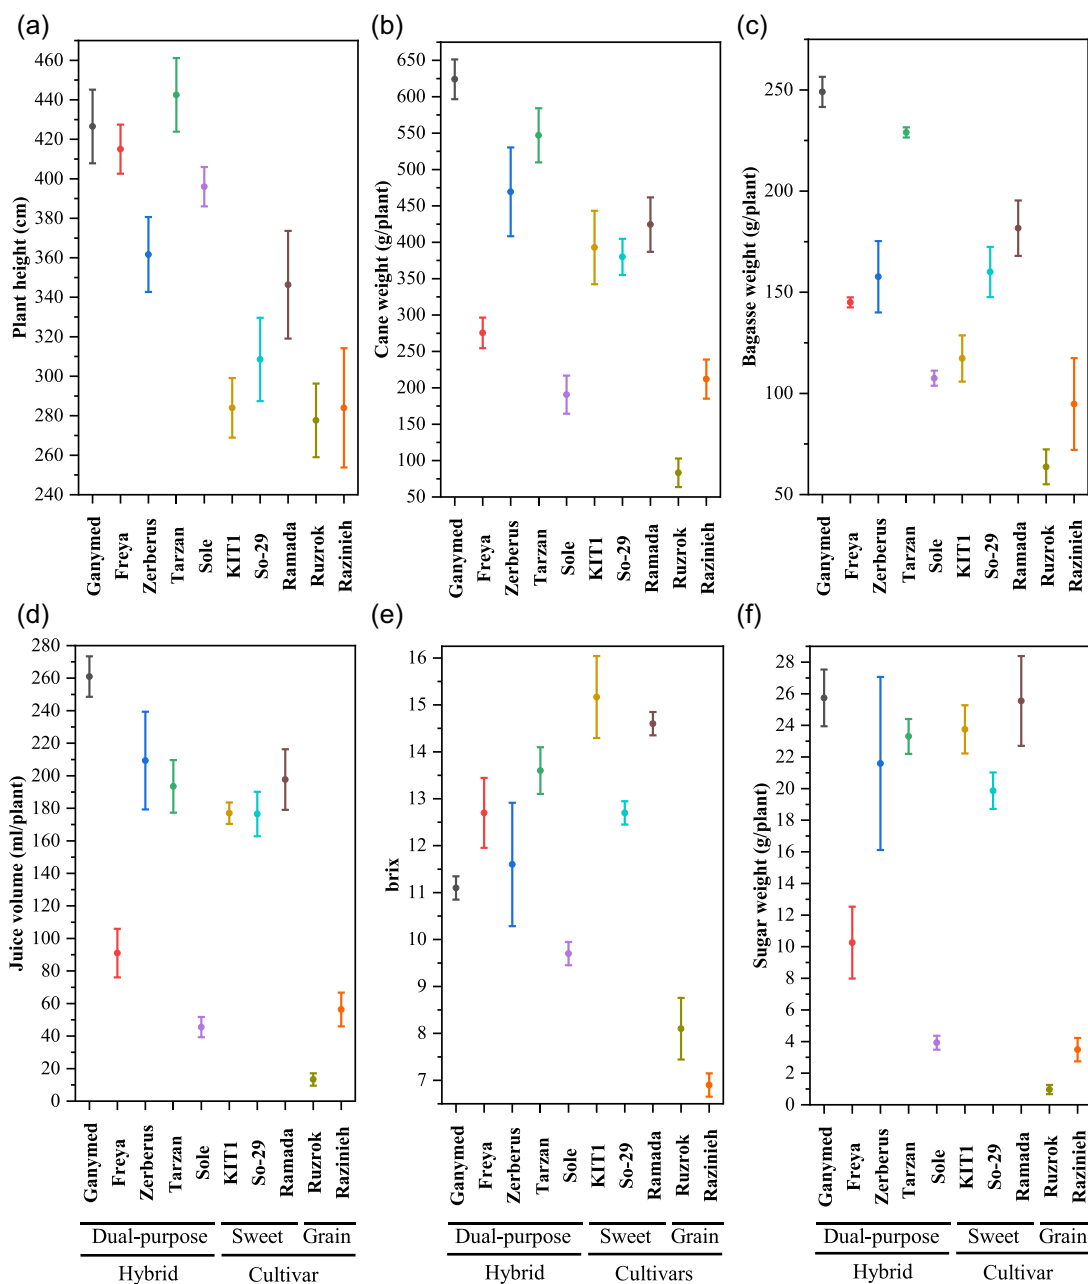 (a)
(b)
(c)
Plant height (cm)
460
440
420
400
380
360
340
320
300
280
260
240
Cane weight (g/plant)
650
600
550
500
450
400
350
300
250
200
150
100
50
Bagasse weight (g/plant)
250
200
150
100
50
Ganymed
Freya
Zerberus
Tarzan
Sole
KIT1
So-29
Ramada
Ruzrok
Razinieh
Ganymed
Freya
Zerberus
Tarzan
Sole
KIT1
So-29
Ramada
Ruzrok
Razinieh
Ganymed
Freya
Zerberus
Tarzan
Sole
KIT1
So-29
Ramada
Ruzrok
Razinieh
(d)
(e)
(f)
Juice volume (ml/plant)
280
260
240
220
200
180
160
140
120
100
80
60
40
20
0
brix
16
15
14
13
12
11
10
9
8
7
Sugar weight (g/plant)
28
26
24
22
20
18
16
14
12
10
8
6
4
2
0
Ganymed
Freya
Zerberus
Tarzan
Sole
KIT1
So-29
Ramada
Ruzrok
Razinieh
Ganymed
Freya
Zerberus
Tarzan
Sole
KIT1
So-29
Ramada
Ruzrok
Razinieh
Ganymed
Freya
Zerberus
Tarzan
Sole
KIT1
So-29
Ramada
Ruzrok
Razinieh
Dual-purpose Sweet Grain
Hybrid Cultivar
Dual-purpose Sweet Grain
Hybrid Cultivars
Dual-purpose Sweet Grain
Hybrid Cultivar